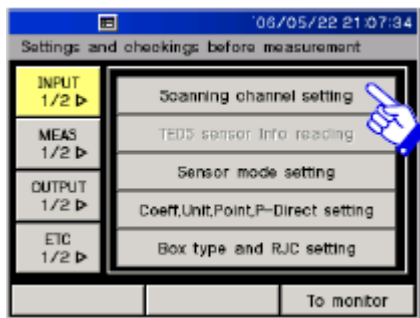 '06/05/22 21:07:34
Settings and checkings before measurement
INPUT
1/2
Scanning channel setting
TEDS sensor Info reading
MEAS
1/2
Sensor mode setting
OUTPUT
1/2
Coeff,Unit,Point,P-Direct setting
ETC
1/2
Box type and RJC setting
To monitor